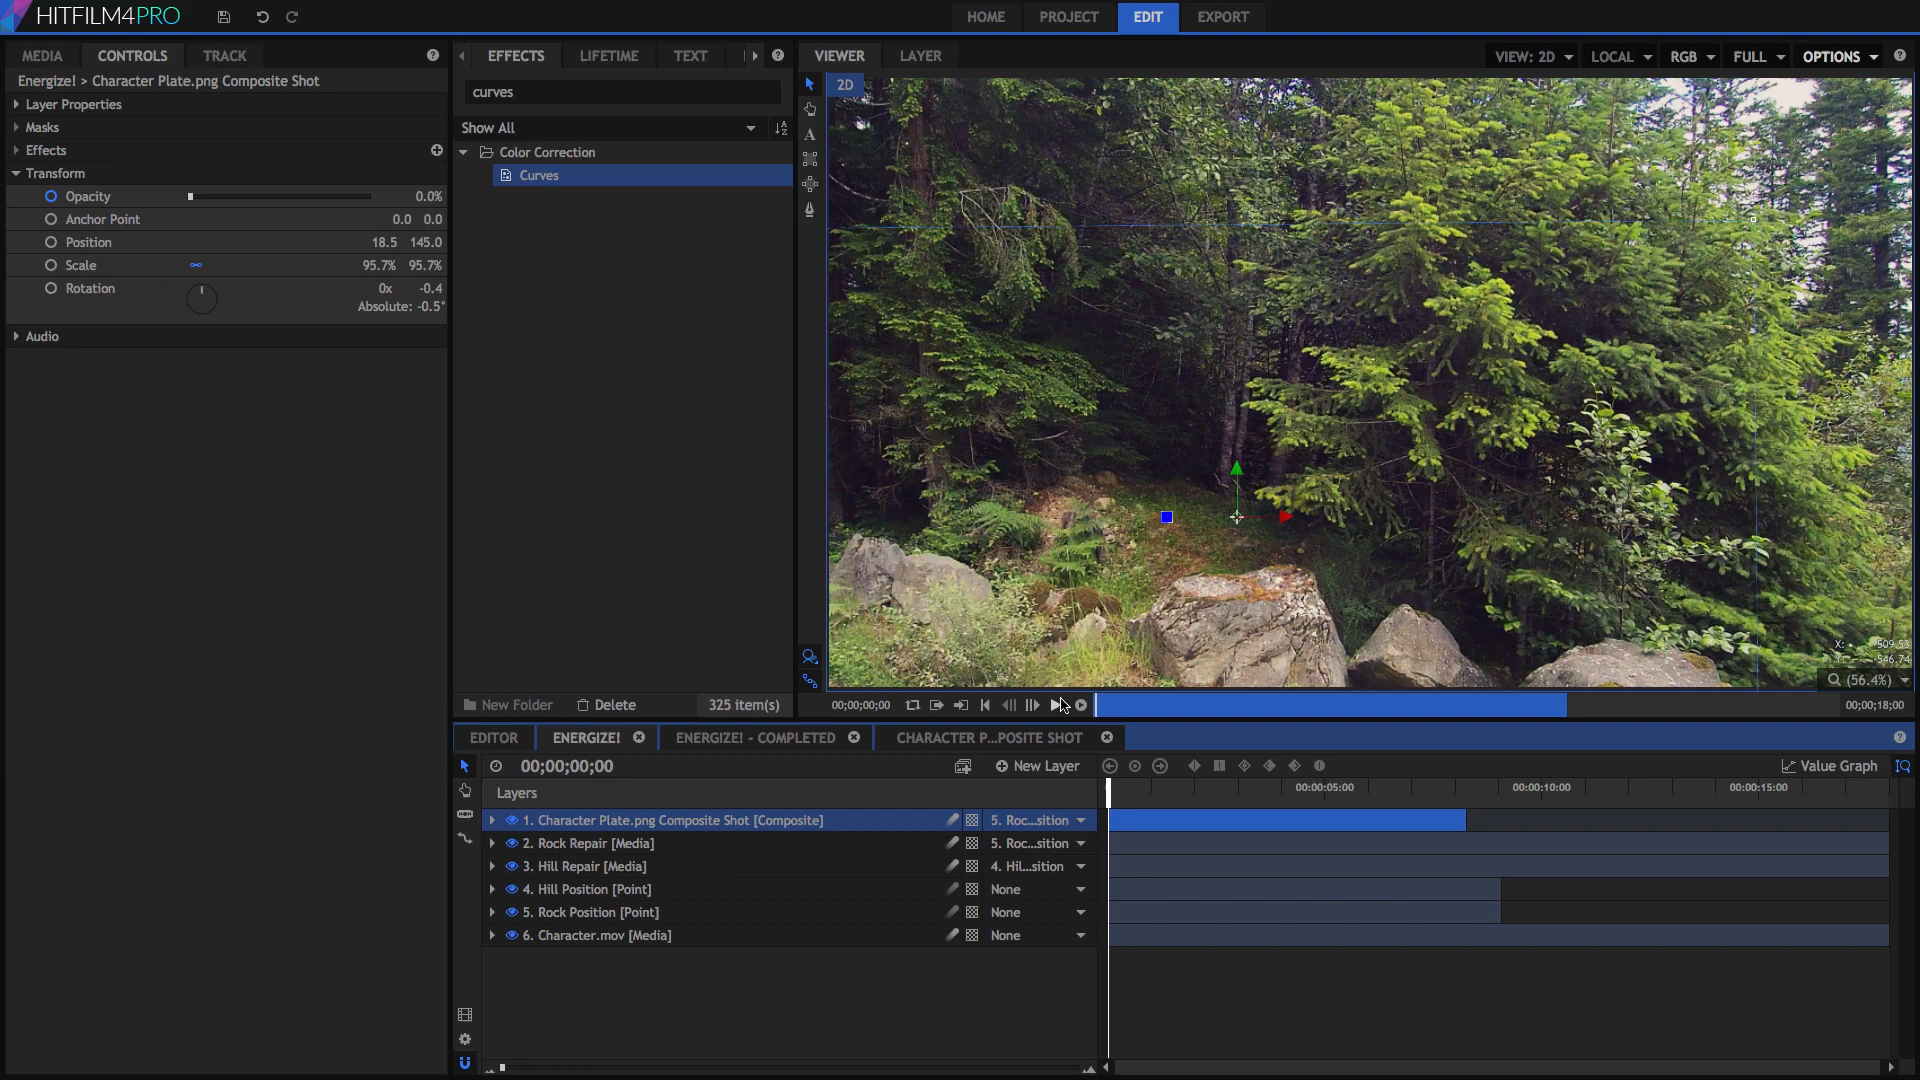 HITFILM4PRO
HOME PROJECT EDIT EXPORT
MEDIA CONTROLS TRACK
Energize! > Character Plate.png Composite Shot
Layer Properties
Masks
Effects
Transform
Opacity 0.0%
Anchor Point 0.0 0.0
Position 18.5 145.0
Scale 95.7% 95.7%
Rotation 0x -0.4
Absolute: -0.5°
Audio
EFFECTS LIFETIME TEXT
curves
Show All
Color Correction
Curves
New Folder Delete 325 item(s)
VIEWER LAYER VIEW: 2D LOCAL RGB FULL OPTIONS
2D
X: -509.53
Y: -546.74
(56.4%)
00;00;00;00 00;00;18;00
EDITOR ENERGIZE! ENERGIZE! - COMPLETED CHARACTER P...POSITE SHOT
00;00;00;00 New Layer Value Graph
Layers 00:00:05:00 00:00:10:00 00:00:15:00
1. Character Plate.png Composite Shot [Composite] 5. Roc...sition
2. Rock Repair [Media] 5. Roc...sition
3. Hill Repair [Media] 4. Hil...sition
4. Hill Position [Point] None
5. Rock Position [Point] None
6. Character.mov [Media] None